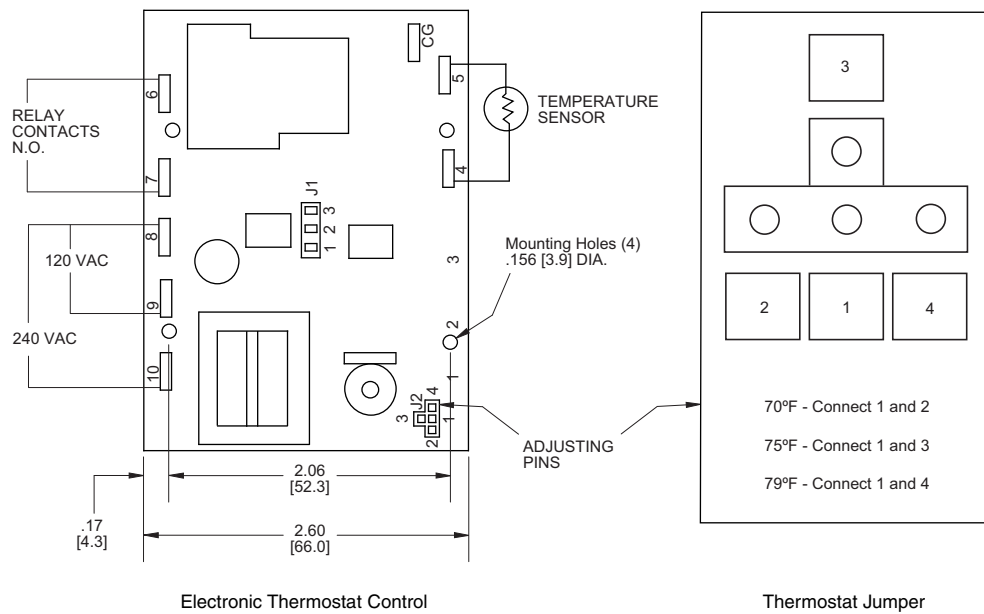 CG
5
6
RELAY
CONTACTS
N.O.
TEMPERATURE
SENSOR
4
7
J1
3
2
1
8
120 VAC
Mounting Holes (4)
.156 [3.9] DIA.
3
9
240 VAC
2
10
1
J2
4
3
1
2
ADJUSTING
PINS
2.06
[52.3]
.17
[4.3]
2.60
[66.0]
Electronic Thermostat Control
3
2
1
4
70ºF - Connect 1 and 2
75ºF - Connect 1 and 3
79ºF - Connect 1 and 4
Thermostat Jumper